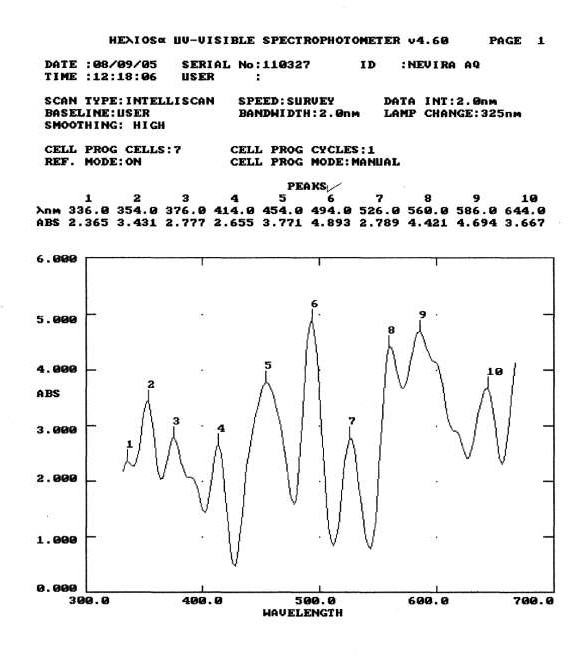 HEλIOSα UV-VISIBLE SPECTROPHOTOMETER v4.60 PAGE 1
DATE :08/09/05 SERIAL No:110327 ID :NEVIRA AQ
TIME :12:18:06 USER :
SCAN TYPE:INTELLISCAN SPEED:SURVEY DATA INT:2.0nm
BASELINE:USER BANDWIDTH:2.0nm LAMP CHANGE:325nm
SMOOTHING: HIGH
CELL PROG CELLS:7 CELL PROG CYCLES:1
REF. MODE:ON CELL PROG MODE:MANUAL
PEAKS
1 2 3 4 5 6 7 8 9 10
λnm 336.0 354.0 376.0 414.0 454.0 494.0 526.0 560.0 586.0 644.0
ABS 2.365 3.431 2.777 2.655 3.771 4.893 2.789 4.421 4.694 3.667
6.000
5.000
4.000
ABS
3.000
2.000
1.000
0.000
1
2
3
4
5
6
7
8
9
10
300.0 400.0 500.0 600.0 700.0
WAVELENGTH